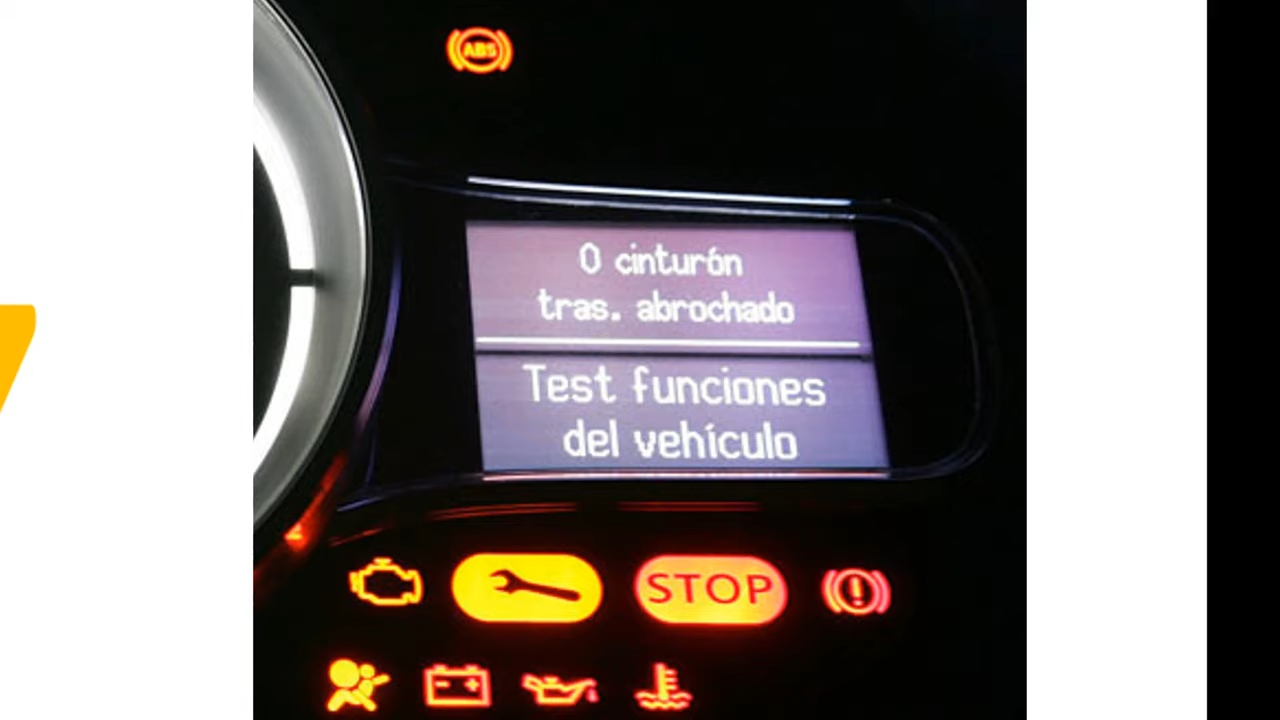 ABS
0 cinturón
tras. abrochado
Test funciones
del vehículo
STOP